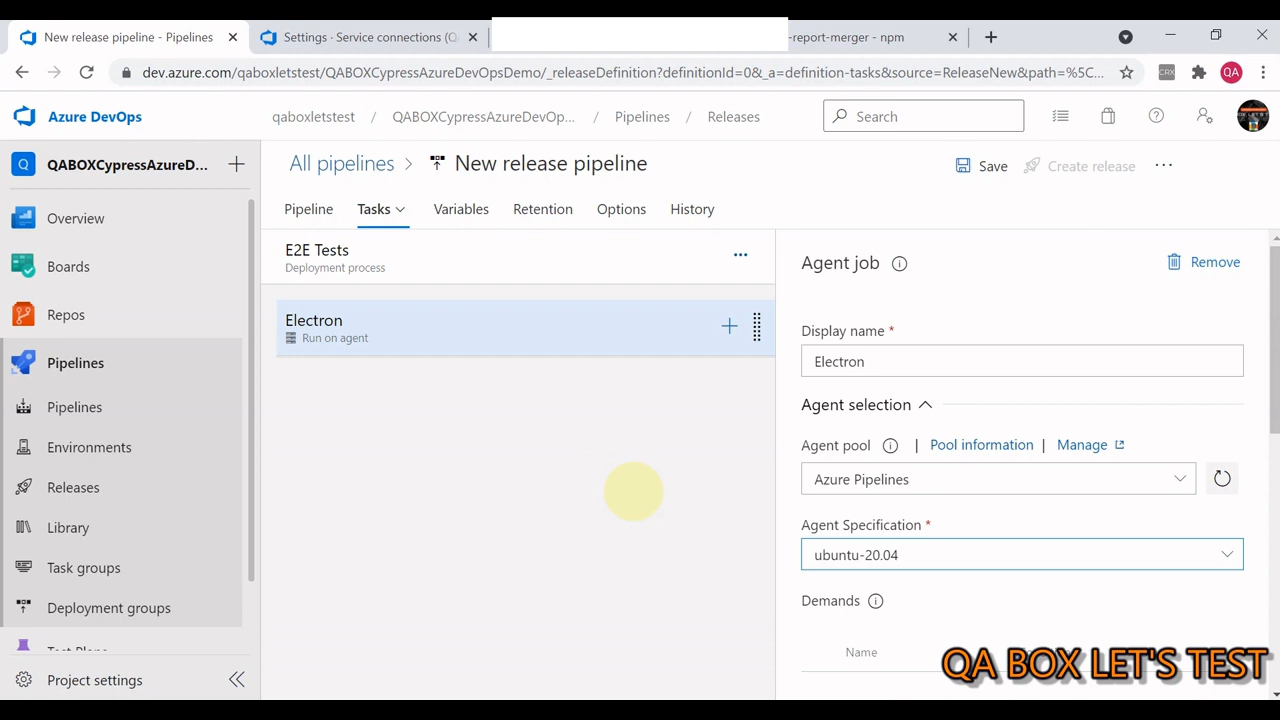 New release pipeline - Pipelines
Settings · Service connections (Q
-report-merger - npm
dev.azure.com/qaboxletstest/QABOXCypressAzureDevOpsDemo/_releaseDefinition?definitionId=0&_a=definition-tasks&source=ReleaseNew&path=%5C...
CRX
QA
Azure DevOps
qaboxletstest / QABOXCypressAzureDevOp... / Pipelines / Releases
Search
Q QABOXCypressAzureD...
All pipelines > New release pipeline
Save
Create release
Pipeline
Tasks
Variables
Retention
Options
History
Overview
Boards
Repos
Pipelines
Pipelines
Environments
Releases
Library
Task groups
Deployment groups
Test Plans
Project settings
E2E Tests
Deployment process
Electron
Run on agent
Agent job
Remove
Display name *
Electron
Agent selection
Agent pool | Pool information | Manage
Azure Pipelines
Agent Specification *
ubuntu-20.04
Demands
Name
QA BOX LET'S TEST